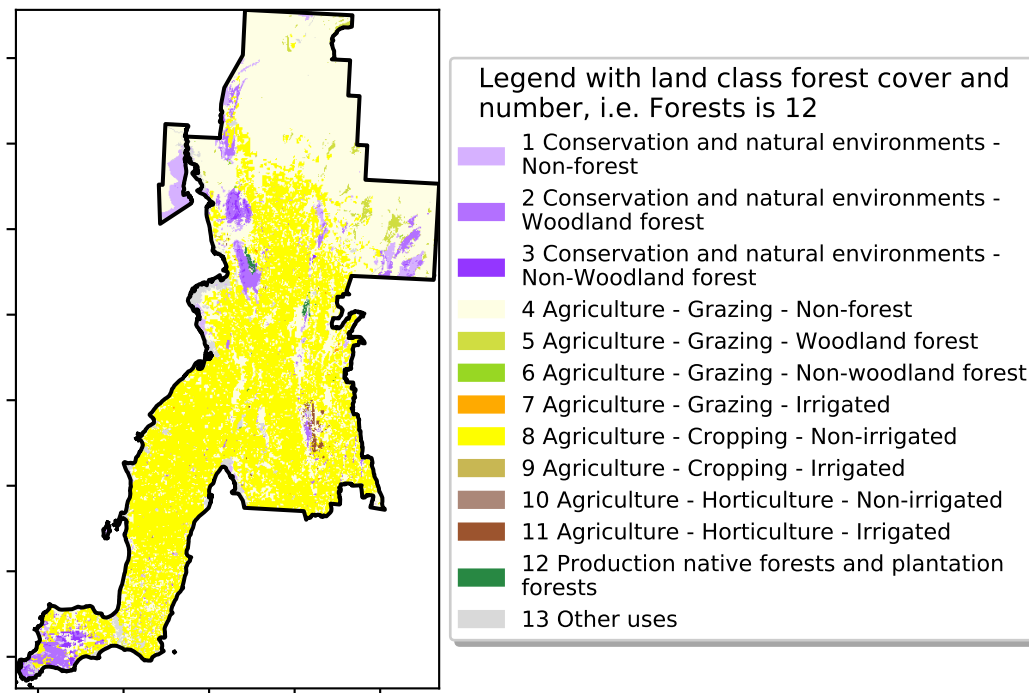 Legend with land class forest cover and
number, i.e. Forests is 12
1 Conservation and natural environments -
Non-forest
2 Conservation and natural environments -
Woodland forest
3 Conservation and natural environments -
Non-Woodland forest
4 Agriculture - Grazing - Non-forest
5 Agriculture - Grazing - Woodland forest
6 Agriculture - Grazing - Non-woodland forest
7 Agriculture - Grazing - Irrigated
8 Agriculture - Cropping - Non-irrigated
9 Agriculture - Cropping - Irrigated
10 Agriculture - Horticulture - Non-irrigated
11 Agriculture - Horticulture - Irrigated
12 Production native forests and plantation
forests
13 Other uses